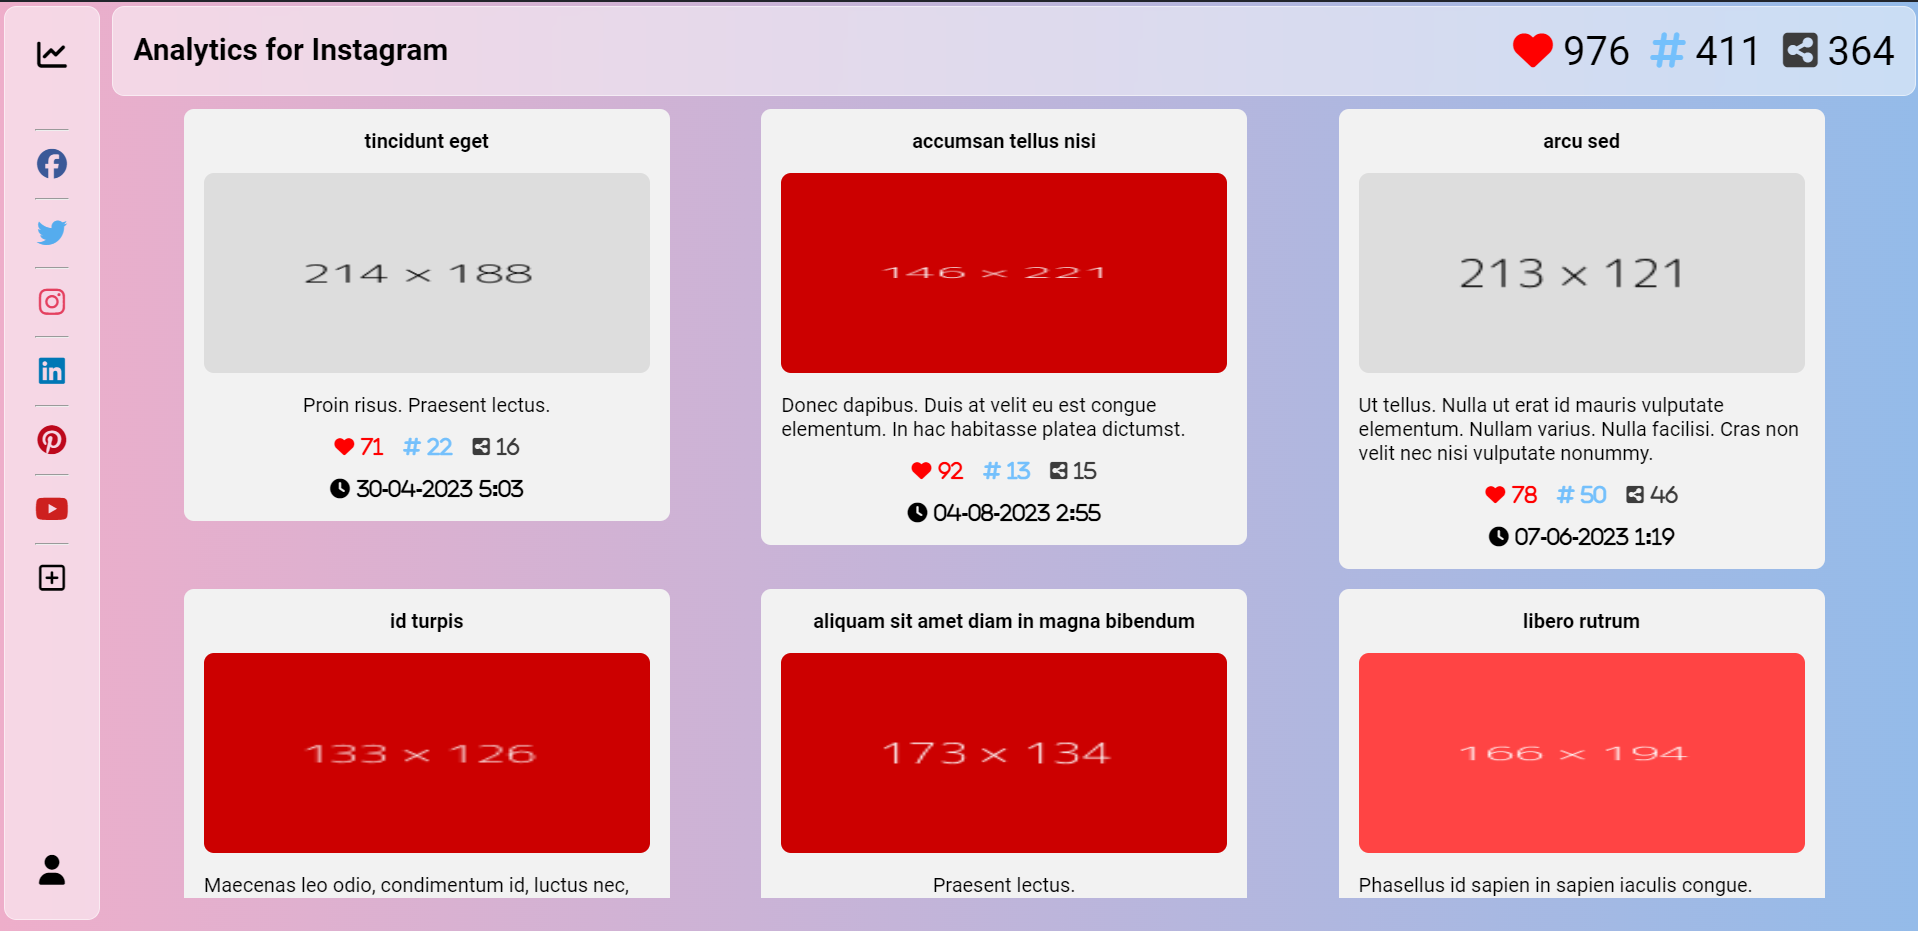 Analytics for Instagram
976 # 411 364
tincidunt eget
214 × 188
Proin risus. Praesent lectus.
71 # 22 16
30-04-2023 5:03
accumsan tellus nisi
146 × 221
Donec dapibus. Duis at velit eu est congue
elementum. In hac habitasse platea dictumst.
92 # 13 15
04-08-2023 2:55
arcu sed
213 × 121
Ut tellus. Nulla ut erat id mauris vulputate
elementum. Nullam varius. Nulla facilisi. Cras non
velit nec nisi vulputate nonummy.
78 # 50 46
07-06-2023 1:19
id turpis
133 × 126
Maecenas leo odio, condimentum id, luctus nec,
aliquam sit amet diam in magna bibendum
173 × 134
Praesent lectus.
libero rutrum
166 × 194
Phasellus id sapien in sapien iaculis congue.